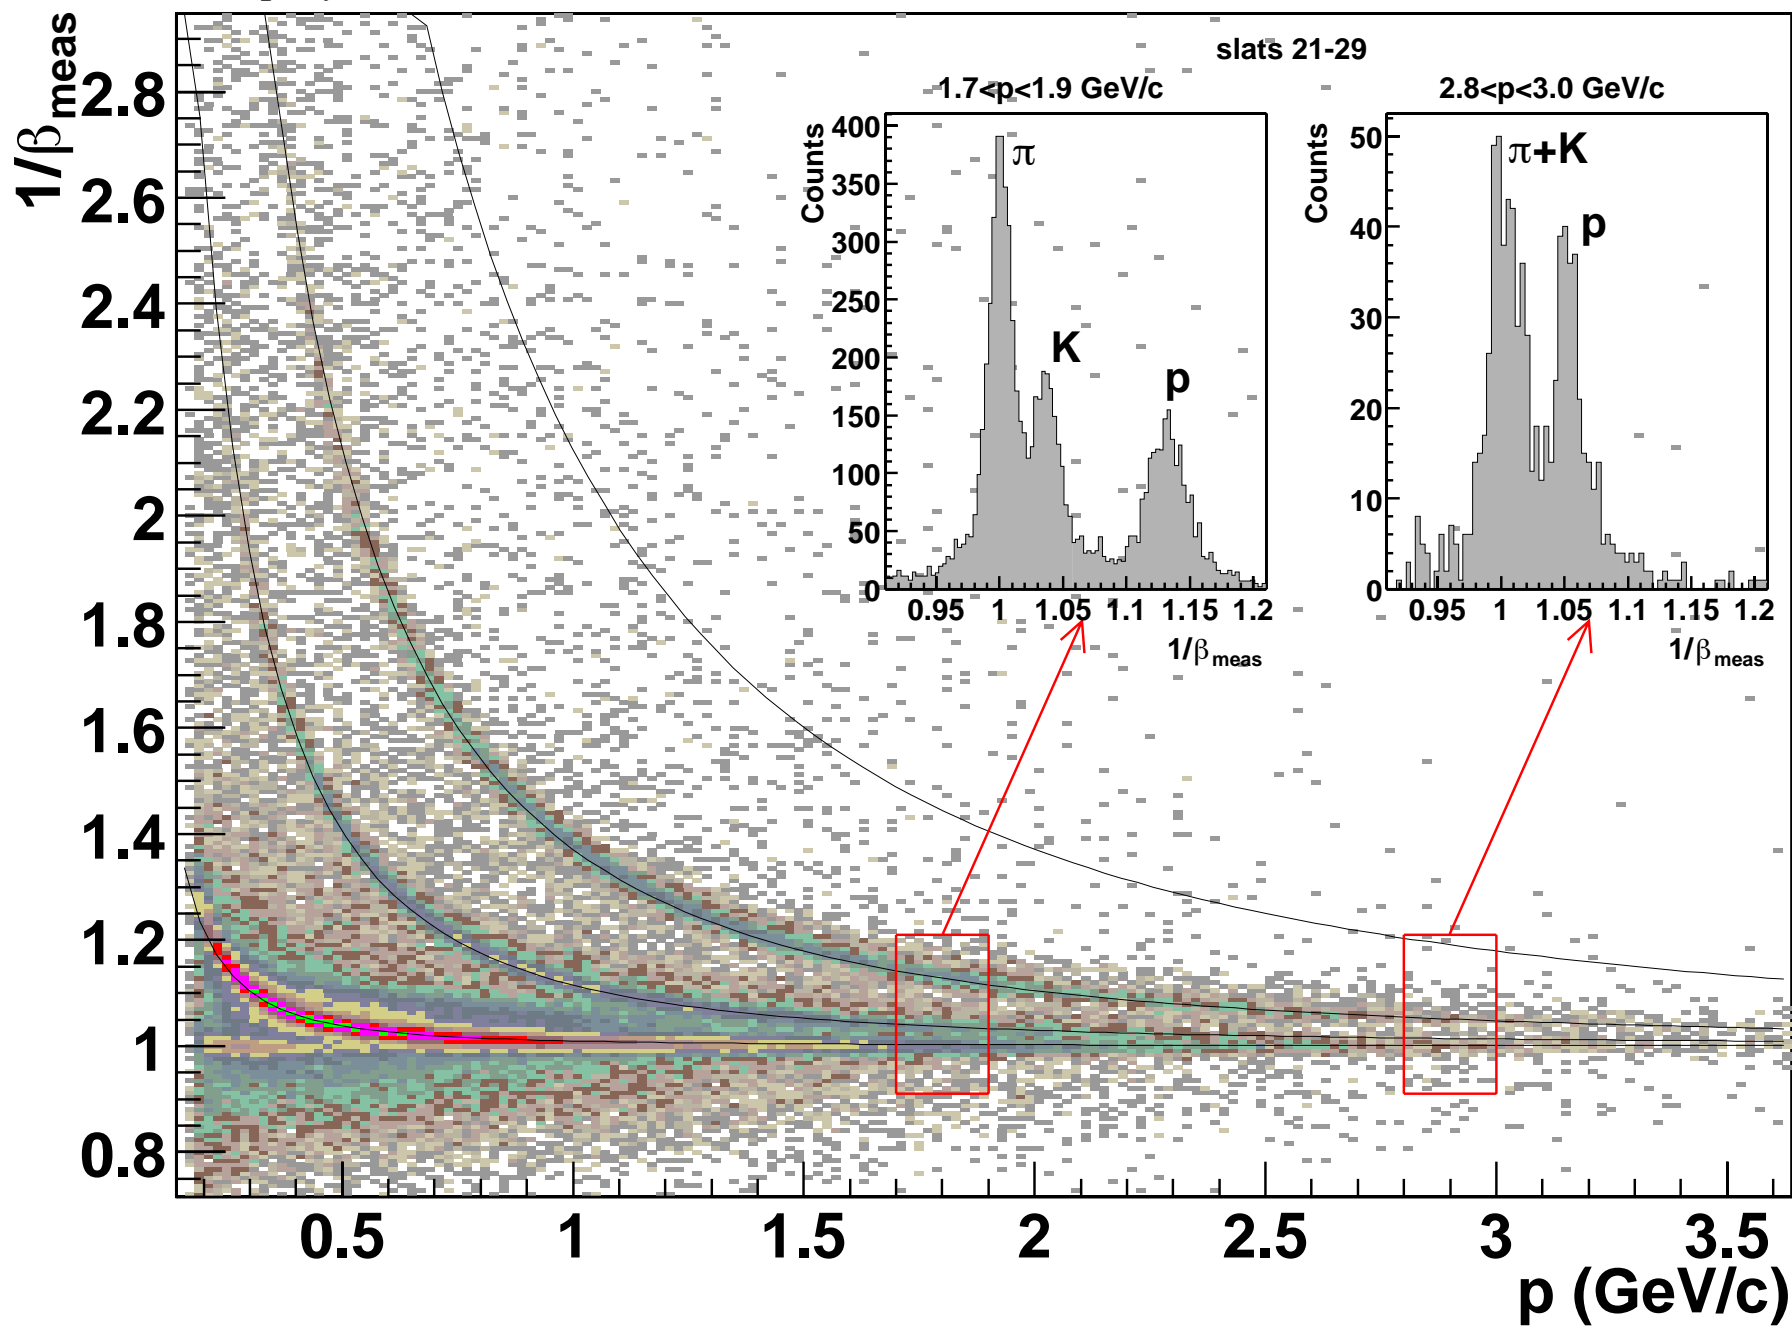 slats 21-29
1.7<p<1.9 GeV/c
2.8<p<3.0 GeV/c
1/βmeas
2.8
2.6
2.4
2.2
2
1.8
1.6
1.4
1.2
1
0.8
0.5 1 1.5 2 2.5 3 3.5
p (GeV/c)
Counts
400
350
300
250
200
150
100
50
0
π
K
p
0.95 1 1.05 1.1 1.15 1.2
1/βmeas
Counts
50
40
30
20
10
0
π+K
p
0.95 1 1.05 1.1 1.15 1.2
1/βmeas